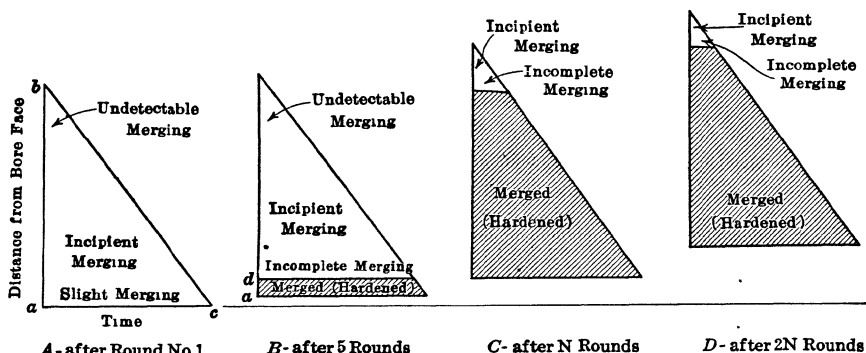 Distance from Bore Face
b
Undetectable
Merging
Incipient
Merging
Slight Merging
a
c
Time
A- after Round No.1
Undetectable
Merging
Incipient
Merging
Incomplete Merging
d
Merged (Hardened)
a
B- after 5 Rounds
Incipient
Merging
Incomplete
Merging
Merged
(Hardened)
C- after N Rounds
Incipient
Merging
Incomplete
Merging
Merged
(Hardened)
D- after 2N Rounds